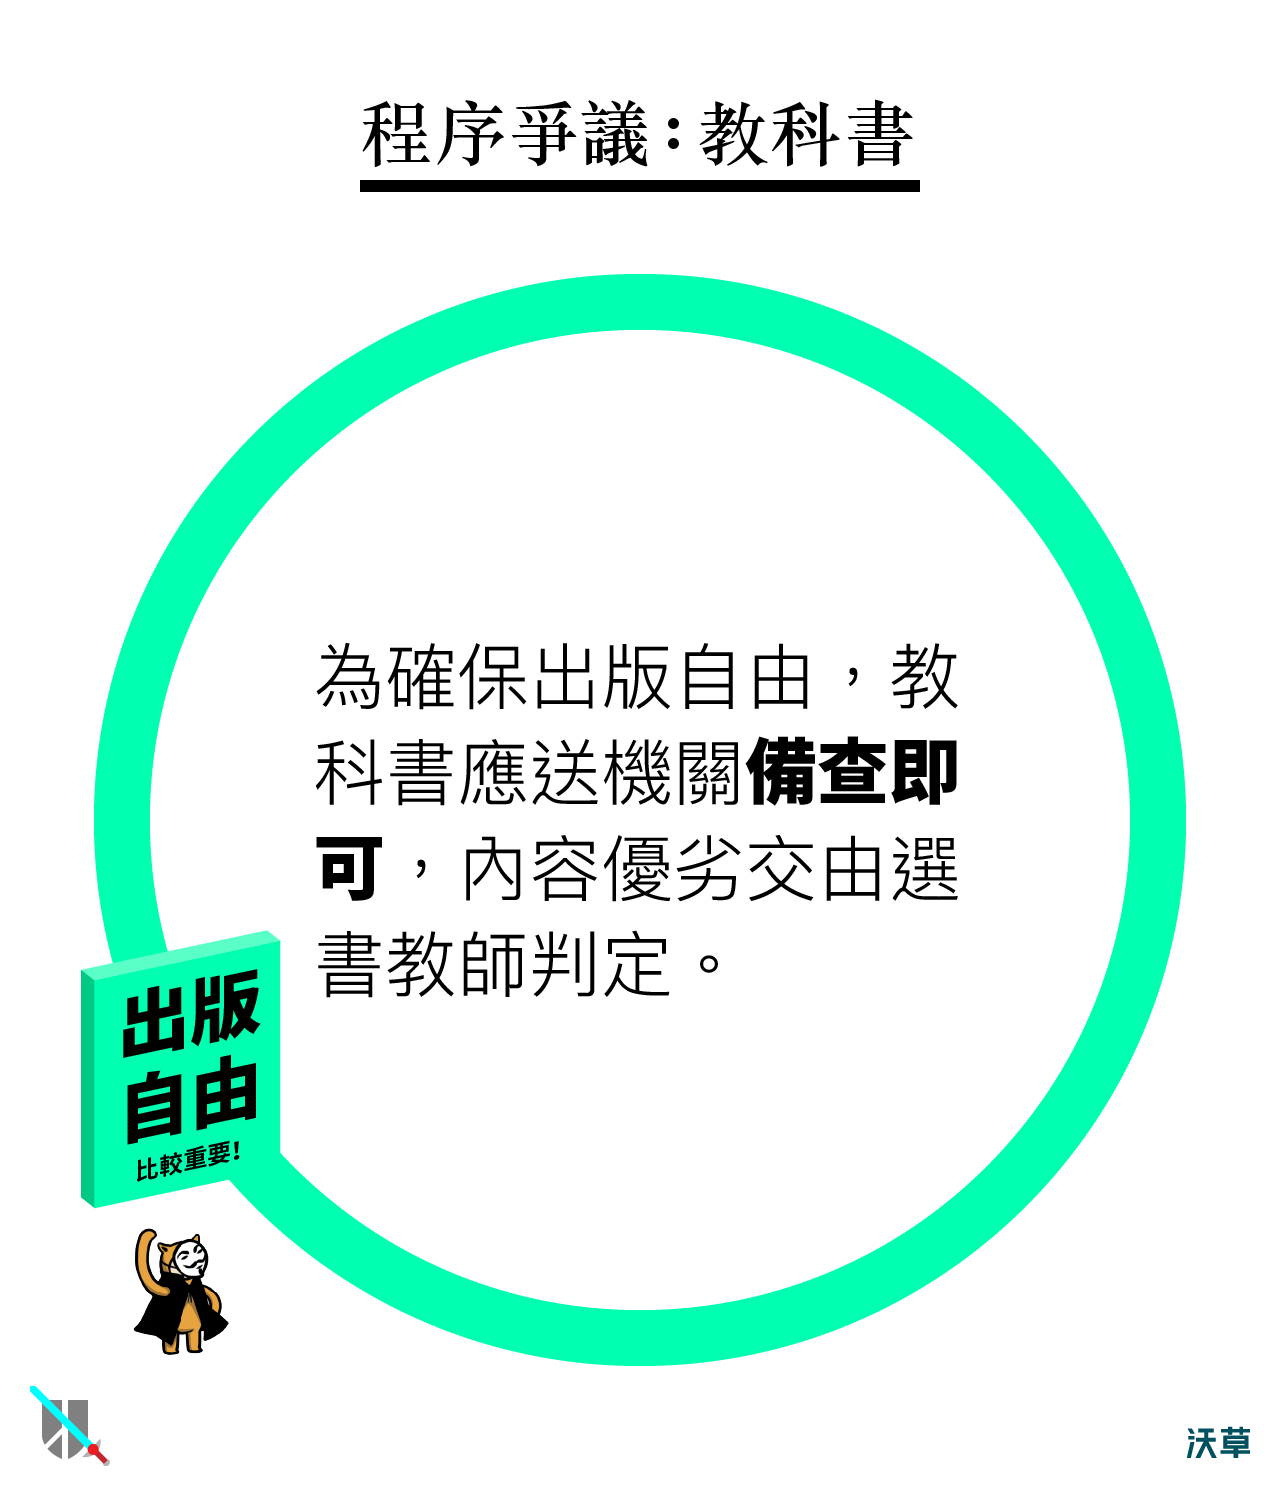 程序爭議：教科書
為確保出版自由，教
科書應送機關備查即
可，內容優劣交由選
書教師判定。
出版
自由
比較重要！
沃草